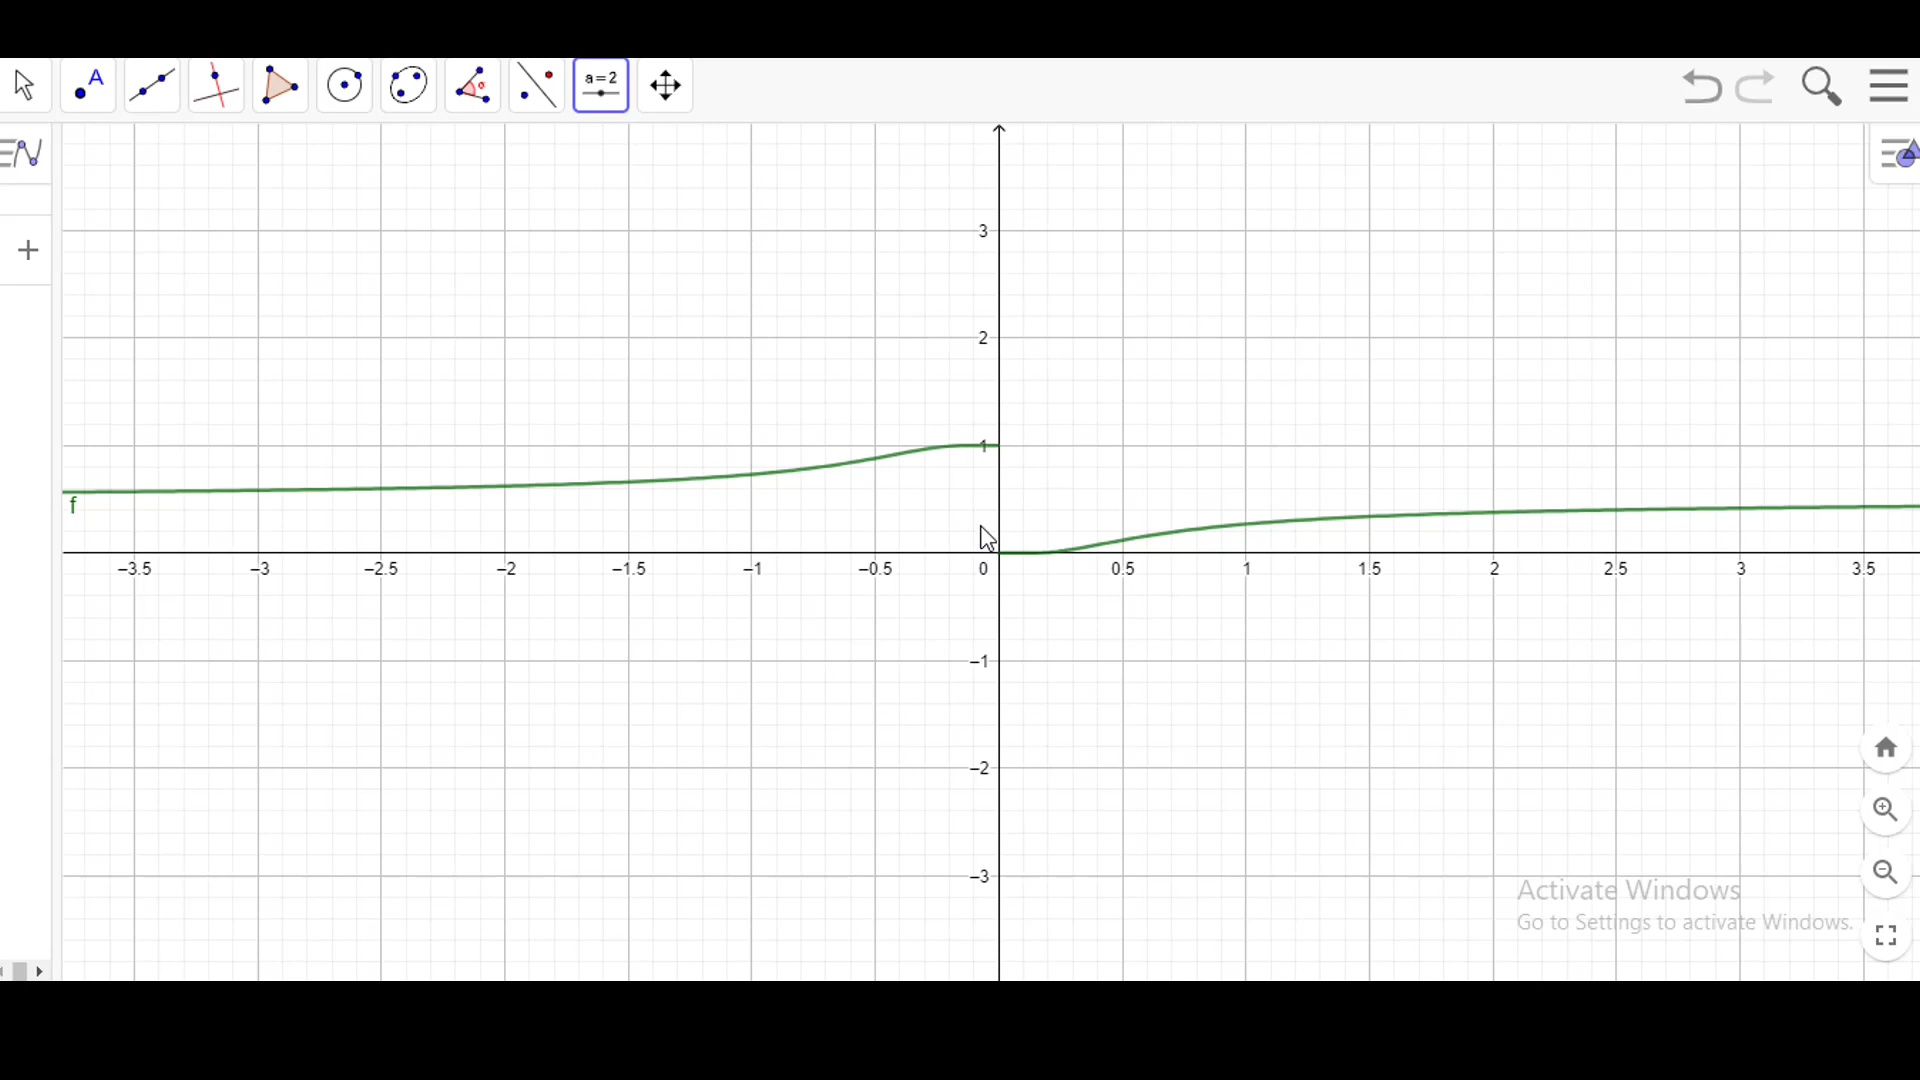 A
a=2
3
2
1
f
−3.5 −3 −2.5 −2 −1.5 −1 −0.5 0 0.5 1 1.5 2 2.5 3 3.5
−1
−2
−3
Activate Windows
Go to Settings to activate Windows.